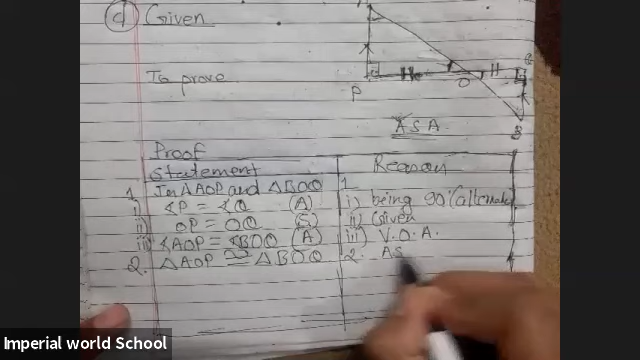 (d) Given
To prove
P
O
B
A S A.
Proof
Statement Reason
1. In ΔAOP and ΔBOQ 1.
i) ∢P = ∢Q (A) i) being 90° (alternate)
ii) OP = OQ (S) ii) Given
iii) ∢AOP = ∢BOQ (A) iii) V.O.A.
2. ΔAOP ≅ ΔBOQ 2. AS
Imperial world School